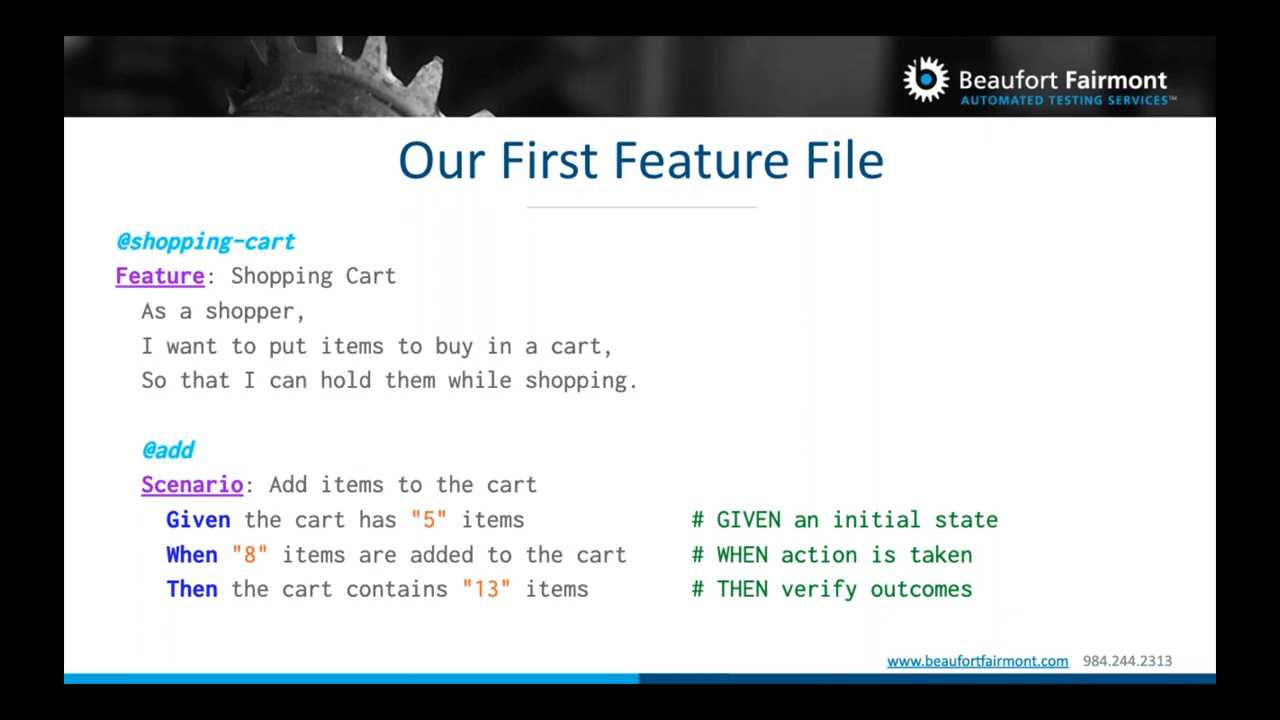 Beaufort Fairmont
AUTOMATED TESTING SERVICES™
Our First Feature File
@shopping-cart
Feature: Shopping Cart
As a shopper,
I want to put items to buy in a cart,
So that I can hold them while shopping.
@add
Scenario: Add items to the cart
Given the cart has "5" items # GIVEN an initial state
When "8" items are added to the cart # WHEN action is taken
Then the cart contains "13" items # THEN verify outcomes
www.beaufortfairmont.com 984.244.2313